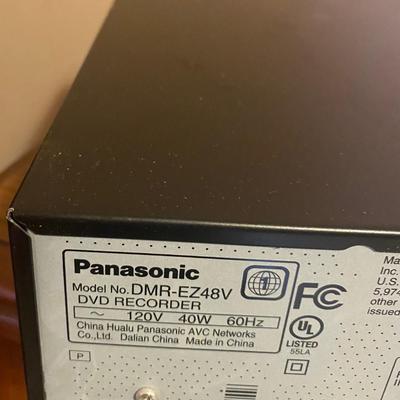 Panasonic
Model No. DMR-EZ48V
DVD RECORDER
～ 120V 40W 60Hz
China Hualu Panasonic AVC Networks
Co.,Ltd. Dalian China Made in China
P
FC
UL
LISTED
55LA
Inc.
U.S.
5,974
other
issued